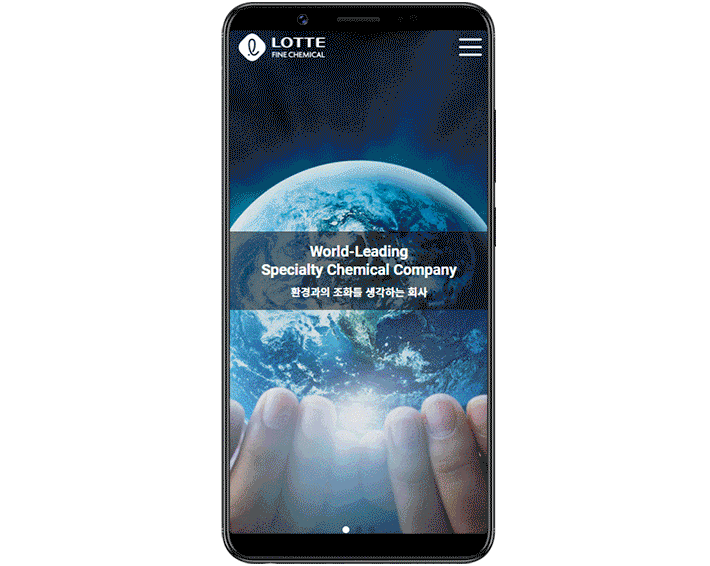 LOTTE
FINE CHEMICAL
World-Leading
Specialty Chemical Company
환경과의 조화를 생각하는 회사